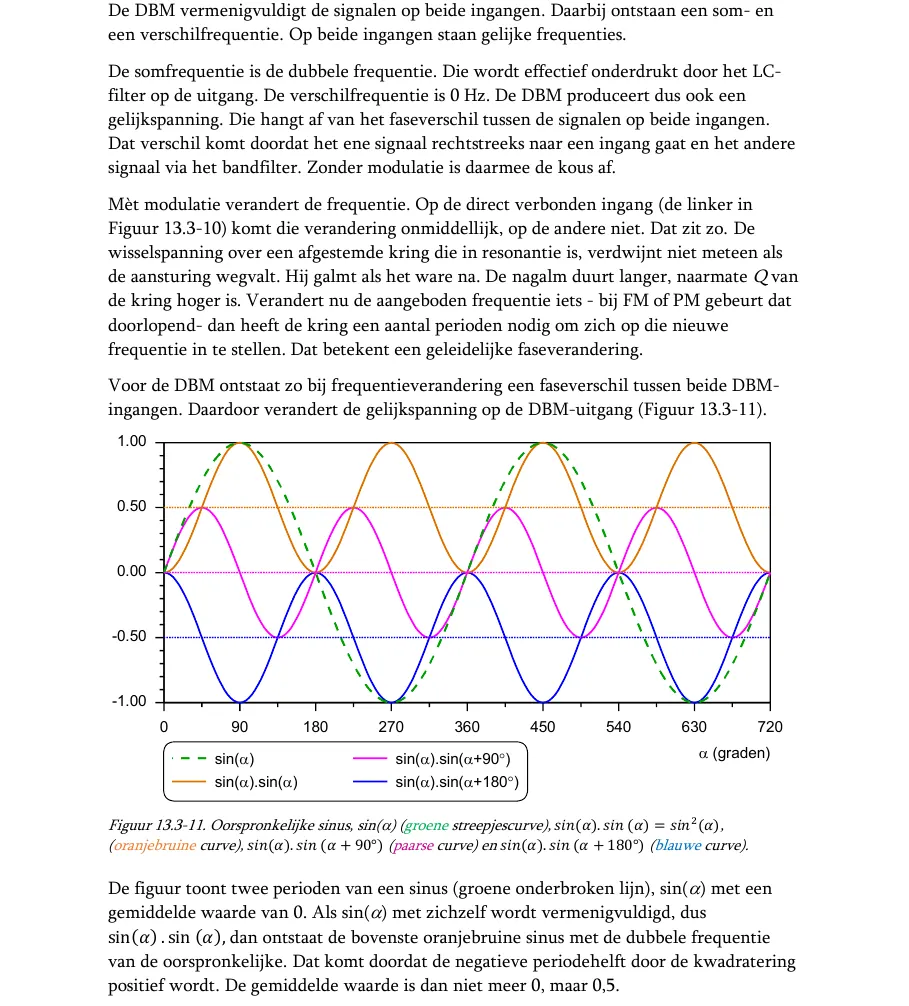 De DBM vermenigvuldigt de signalen op beide ingangen. Daarbij ontstaan een som- en
een verschilfrequentie. Op beide ingangen staan gelijke frequenties.
De somfrequentie is de dubbele frequentie. Die wordt effectief onderdrukt door het LC-
filter op de uitgang. De verschilfrequentie is 0 Hz. De DBM produceert dus ook een
gelijkspanning. Die hangt af van het faseverschil tussen de signalen op beide ingangen.
Dat verschil komt doordat het ene signaal rechtstreeks naar een ingang gaat en het andere
signaal via het bandfilter. Zonder modulatie is daarmee de kous af.
Mèt modulatie verandert de frequentie. Op de direct verbonden ingang (de linker in
Figuur 13.3-10) komt die verandering onmiddellijk, op de andere niet. Dat zit zo. De
wisselspanning over een afgestemde kring die in resonantie is, verdwijnt niet meteen als
de aansturing wegvalt. Hij galmt als het ware na. De nagalm duurt langer, naarmate Q van
de kring hoger is. Verandert nu de aangeboden frequentie iets - bij FM of PM gebeurt dat
doorlopend- dan heeft de kring een aantal perioden nodig om zich op die nieuwe
frequentie in te stellen. Dat betekent een geleidelijke faseverandering.
Voor de DBM ontstaat zo bij frequentieverandering een faseverschil tussen beide DBM-
ingangen. Daardoor verandert de gelijkspanning op de DBM-uitgang (Figuur 13.3-11).
1.00
0.50
0.00
-0.50
-1.00
0 90 180 270 360 450 540 630 720
α (graden)
sin(α) sin(α).sin(α+90°)
sin(α).sin(α) sin(α).sin(α+180°)
Figuur 13.3-11. Oorspronkelijke sinus, sin(α) (groene streepjescurve), sin(α). sin (α) = sin²(α),
(oranjebruine curve), sin(α). sin (α + 90°) (paarse curve) en sin(α). sin (α + 180°) (blauwe curve).
De figuur toont twee perioden van een sinus (groene onderbroken lijn), sin(α) met een
gemiddelde waarde van 0. Als sin(α) met zichzelf wordt vermenigvuldigd, dus
sin(α) . sin (α), dan ontstaat de bovenste oranjebruine sinus met de dubbele frequentie
van de oorspronkelijke. Dat komt doordat de negatieve periodehelft door de kwadratering
positief wordt. De gemiddelde waarde is dan niet meer 0, maar 0,5.